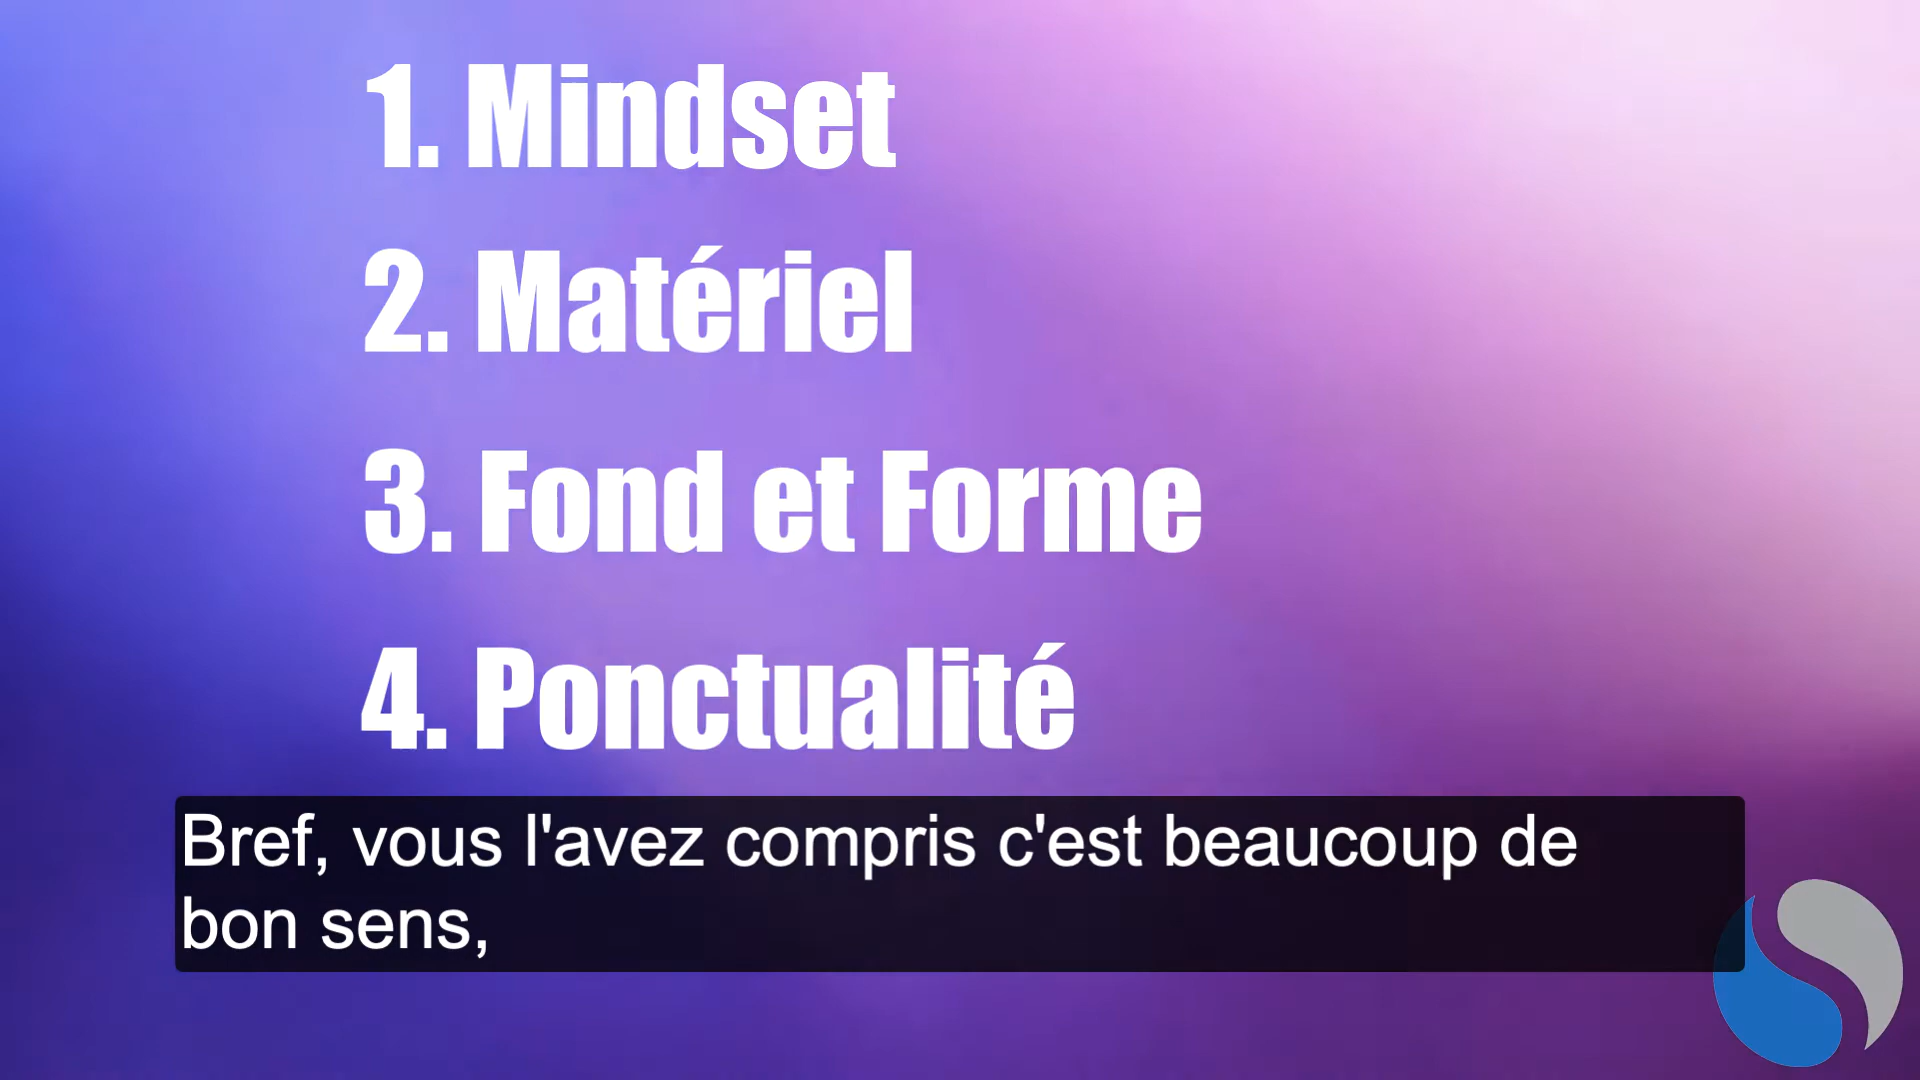 1. Mindset
2. Matériel
3. Fond et Forme
4. Ponctualité
Bref, vous l'avez compris c'est beaucoup de
bon sens,